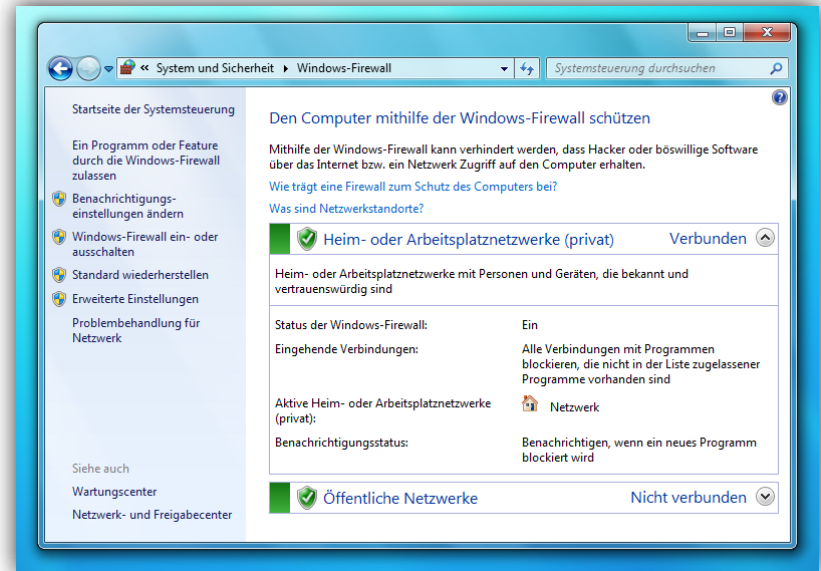 « System und Sicherheit ▸ Windows-Firewall
Systemsteuerung durchsuchen
Startseite der Systemsteuerung
Ein Programm oder Feature
durch die Windows-Firewall
zulassen
Benachrichtigungs-
einstellungen ändern
Windows-Firewall ein- oder
ausschalten
Standard wiederherstellen
Erweiterte Einstellungen
Problembehandlung für
Netzwerk
Siehe auch
Wartungscenter
Netzwerk- und Freigabecenter
Den Computer mithilfe der Windows-Firewall schützen
Mithilfe der Windows-Firewall kann verhindert werden, dass Hacker oder böswillige Software
über das Internet bzw. ein Netzwerk Zugriff auf den Computer erhalten.
Wie trägt eine Firewall zum Schutz des Computers bei?
Was sind Netzwerkstandorte?
Heim- oder Arbeitsplatznetzwerke (privat) Verbunden
Heim- oder Arbeitsplatznetzwerke mit Personen und Geräten, die bekannt und
vertrauenswürdig sind
Status der Windows-Firewall: Ein
Eingehende Verbindungen: Alle Verbindungen mit Programmen
blockieren, die nicht in der Liste zugelassener
Programme vorhanden sind
Aktive Heim- oder Arbeitsplatznetzwerke Netzwerk
(privat):
Benachrichtigungsstatus: Benachrichtigen, wenn ein neues Programm
blockiert wird
Öffentliche Netzwerke Nicht verbunden